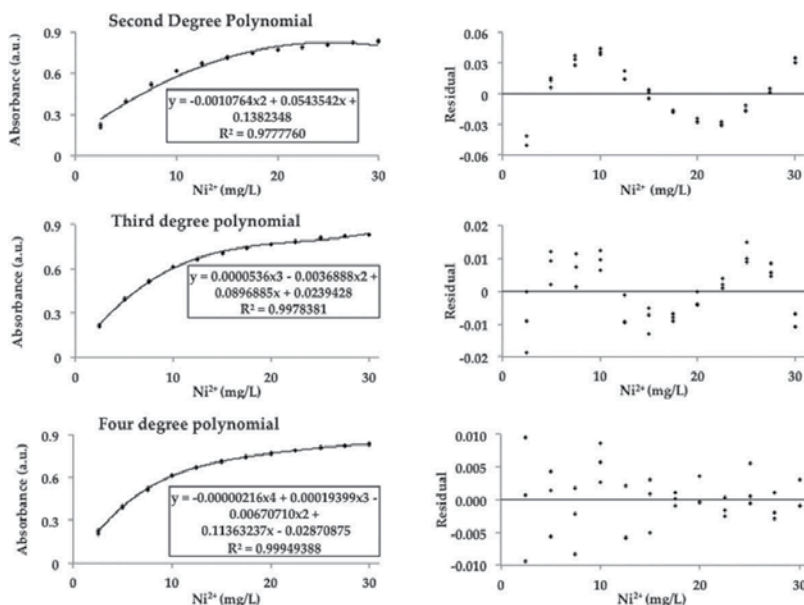 Second Degree Polynomial
Absorbance (a.u.)
0.9
0.6
0.3
0
y = -0.0010764x2 + 0.0543542x +
0.1382348
R² = 0.9777760
0
10
20
30
Ni²⁺ (mg/L)
Residual
0.06
0.03
0
-0.03
-0.06
0
10
20
30
Ni²⁺ (mg/L)
Third degree polynomial
Absorbance (a.u.)
0.9
0.6
0.3
0
y = 0.0000536x3 - 0.0036888x2 +
0.0896885x + 0.0239428
R² = 0.9978381
0
10
20
30
Ni²⁺ (mg/L)
Residual
0.02
0.01
0
-0.01
-0.02
0
10
20
30
Ni²⁺ (mg/L)
Four degree polynomial
Absorbance (a.u.)
0.9
0.6
0.3
0
y = -0.00000216x4 + 0.00019399x3 -
0.00670710x2 +
0.11363237x - 0.02870875
R² = 0.99949388
0
10
20
30
Ni²⁺ (mg/L)
Residual
0.010
0.005
0.000
-0.005
-0.010
0
10
20
30
Ni²⁺ (mg/L)